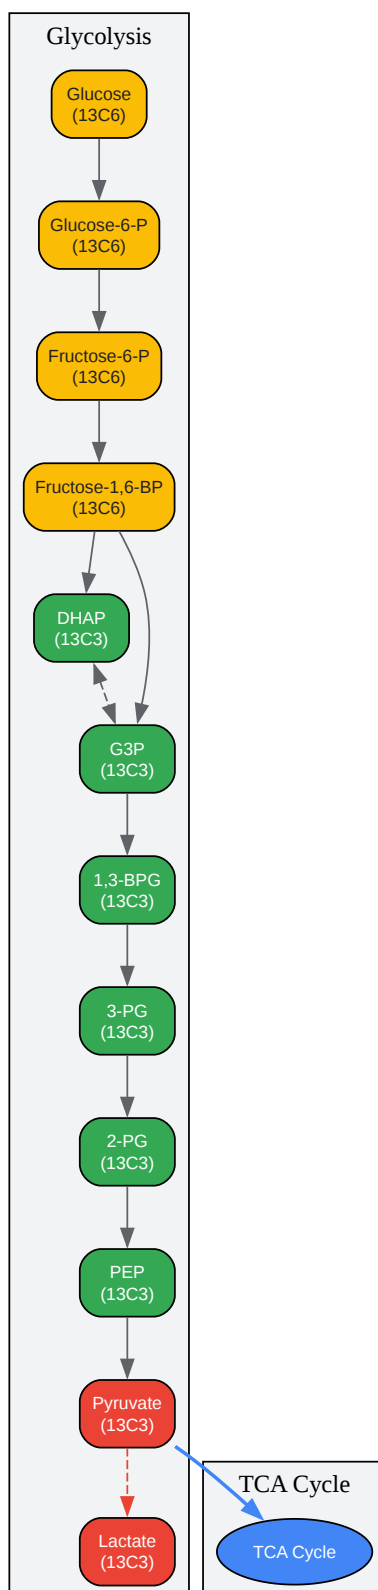 Glycolysis
Glucose
(13C6)
Glucose-6-P
(13C6)
Fructose-6-P
(13C6)
Fructose-1,6-BP
(13C6)
DHAP
(13C3)
G3P
(13C3)
1,3-BPG
(13C3)
3-PG
(13C3)
2-PG
(13C3)
PEP
(13C3)
Pyruvate
(13C3)
Lactate
(13C3)
TCA Cycle
TCA Cycle